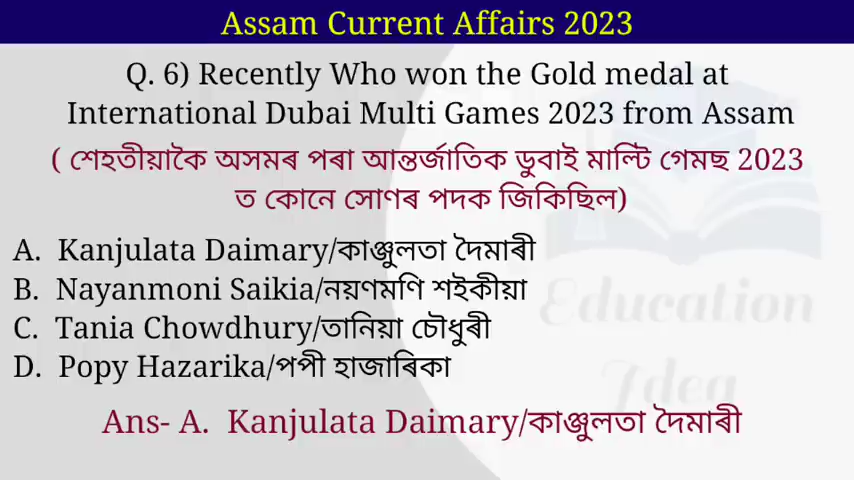 Assam Current Affairs 2023
Q. 6) Recently Who won the Gold medal at
International Dubai Multi Games 2023 from Assam
( শেহতীয়াকৈ অসমৰ পৰা আন্তৰ্জাতিক ডুবাই মাল্টি গেমছ 2023
ত কোনে সোণৰ পদক জিকিছিল)
A. Kanjulata Daimary/কাঞ্জুলতা দৈমাৰী
B. Nayanmoni Saikia/নয়ণমণি শইকীয়া
C. Tania Chowdhury/তানিয়া চৌধুৰী
D. Popy Hazarika/পপী হাজাৰিকা
Education
Idea
Ans- A. Kanjulata Daimary/কাঞ্জুলতা দৈমাৰী